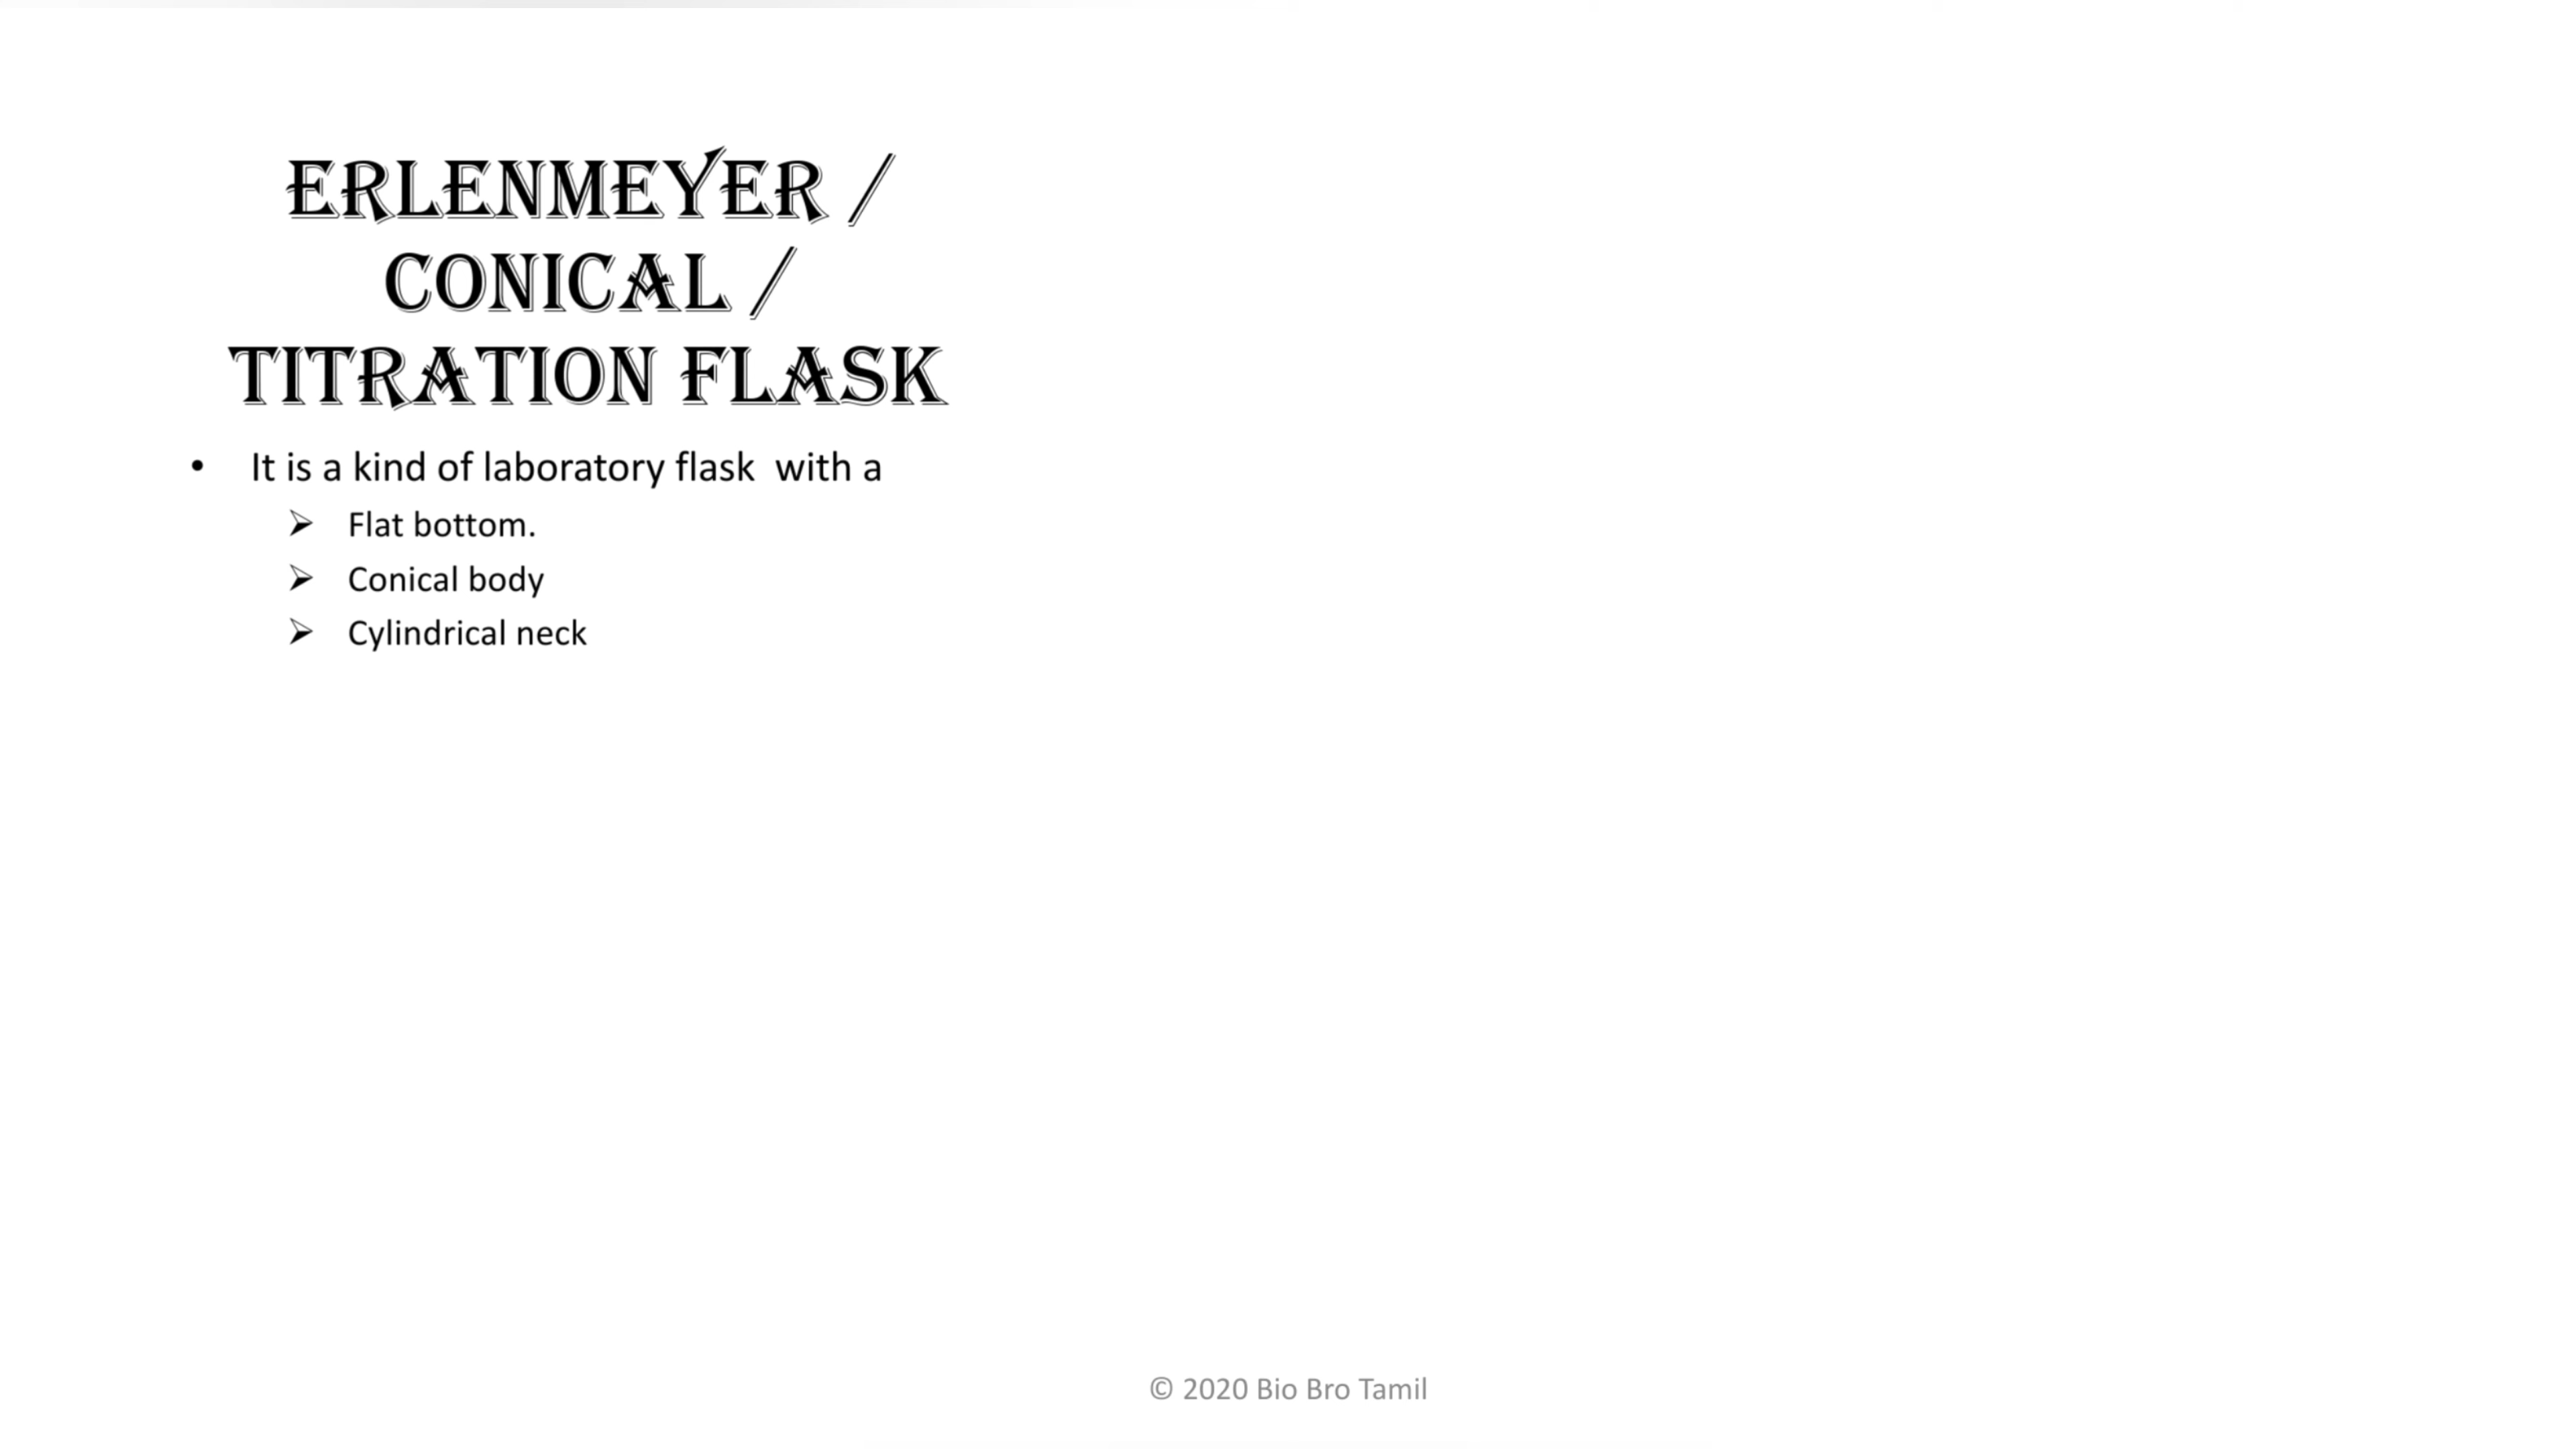 ERLENMEYER /
CONICAL /
TITRATION FLASK
• It is a kind of laboratory flask  with a
➢ Flat bottom.
➢ Conical body
➢ Cylindrical neck
© 2020 Bio Bro Tamil